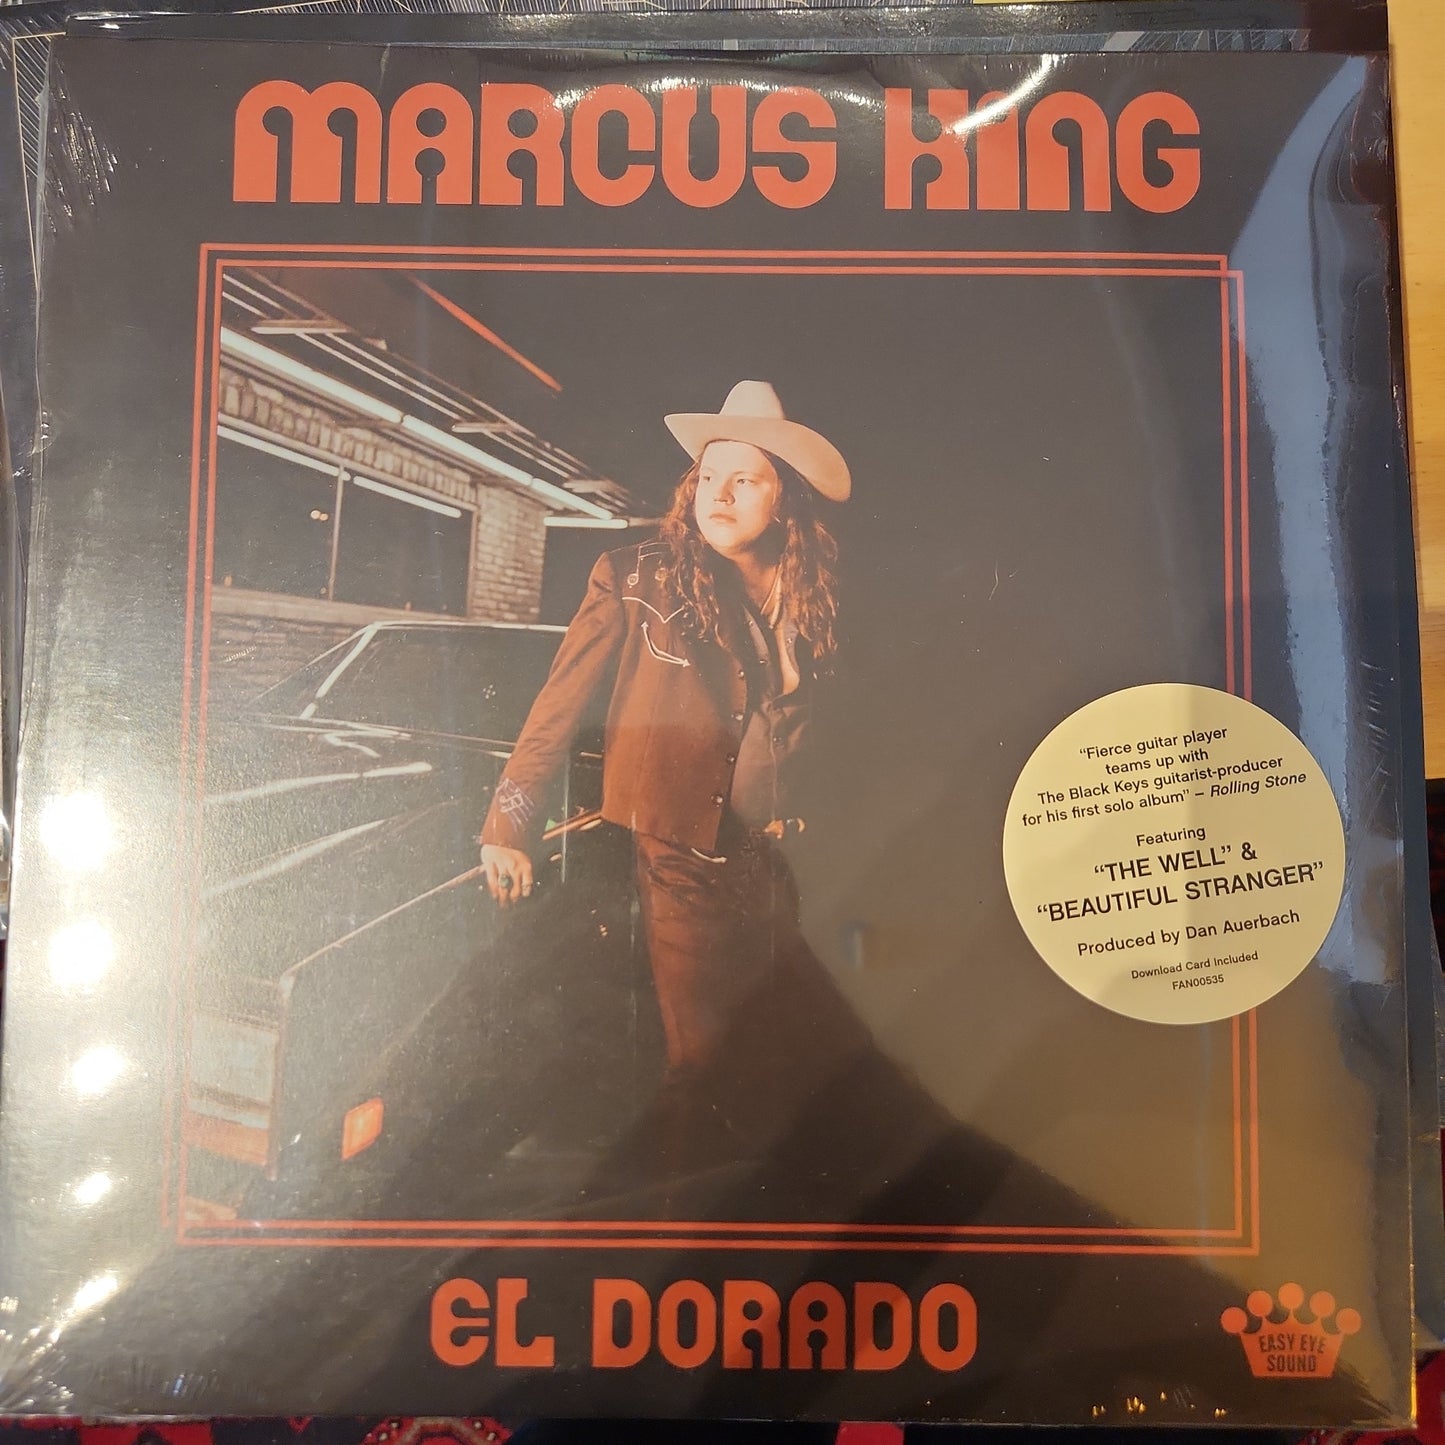 MARCUS KING
“Fierce guitar player
teams up with
The Black Keys guitarist-producer
for his first solo album” – Rolling Stone
Featuring
“THE WELL” &
“BEAUTIFUL STRANGER”
Produced by Dan Auerbach
Download Card Included
FAN00535
EL DORADO
EASY EYE
SOUND